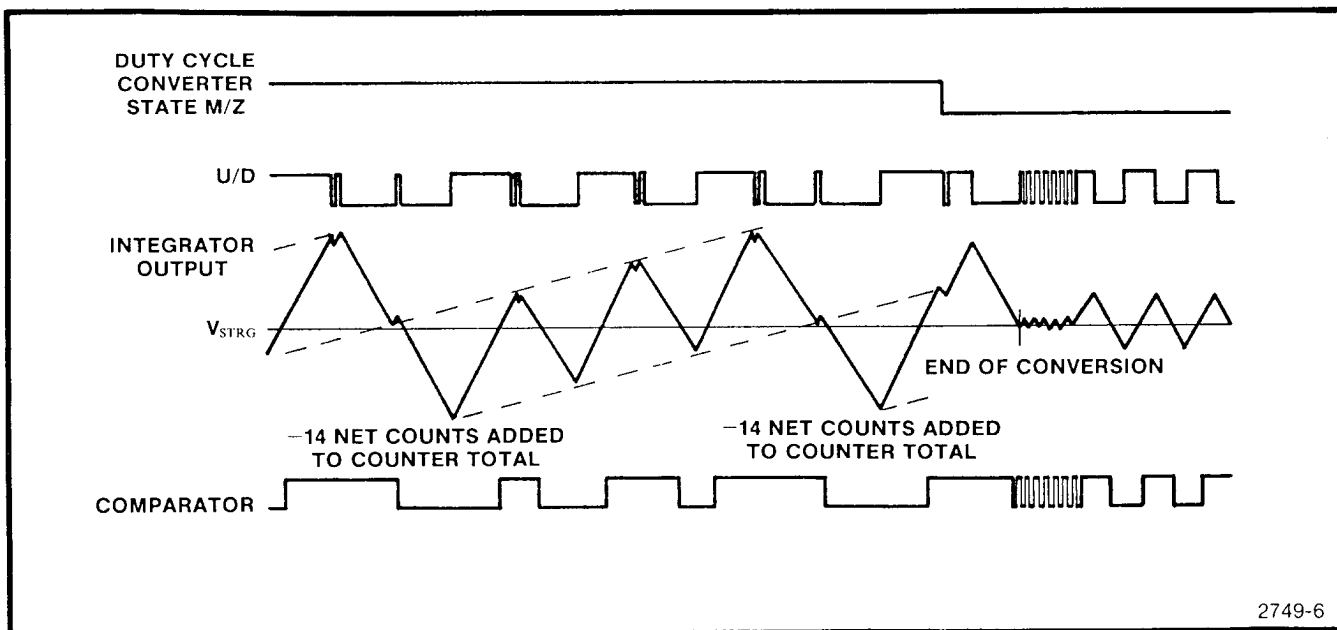 DUTY CYCLE
CONVERTER
STATE M/Z
U/D
INTEGRATOR
OUTPUT
VSTRG
END OF CONVERSION
−14 NET COUNTS ADDED
TO COUNTER TOTAL
−14 NET COUNTS ADDED
TO COUNTER TOTAL
COMPARATOR
2749-6